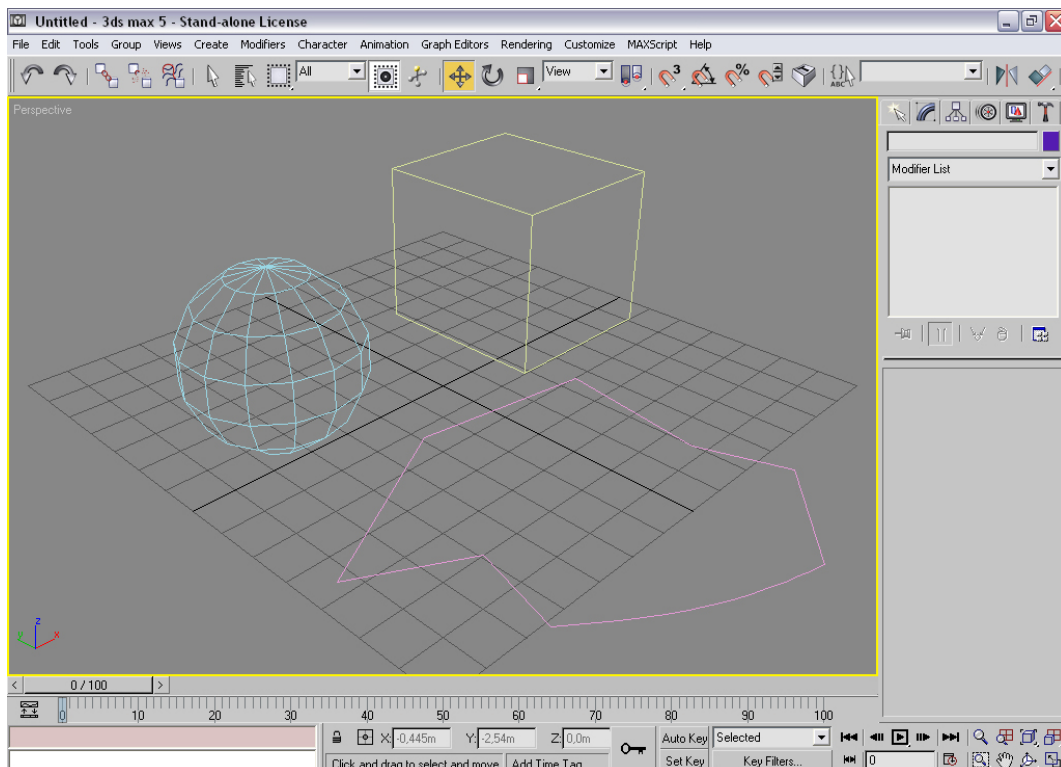 Untitled - 3ds max 5 - Stand-alone License
File Edit Tools Group Views Create Modifiers Character Animation Graph Editors Rendering Customize MAXScript Help
All View 3 % {} ABC
Perspective
Modifier List
z
y x
< 0 / 100 >
0 10 20 30 40 50 60 70 80 90 100
X: -0,445m Y: -2,54m Z: 0,0m Auto Key Selected
Click and drag to select and move Add Time Tag Set Key Key Filters... 0